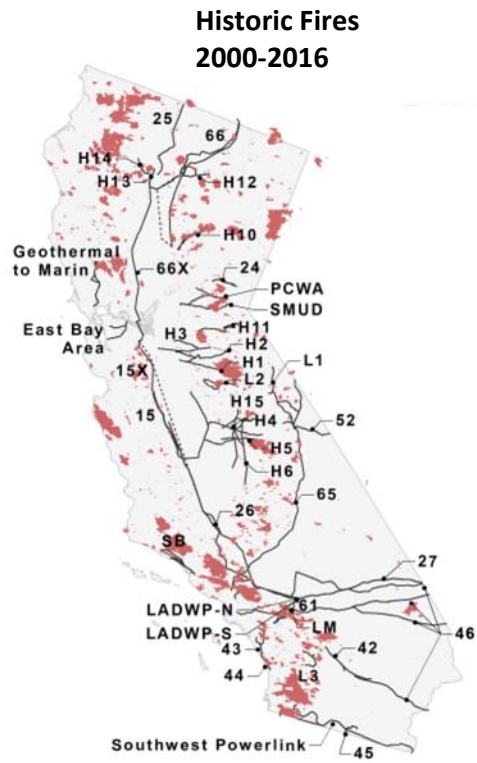 Historic Fires
2000-2016
25
66
H14
H13
H12
H10
Geothermal
to Marin
66X
24
PCWA
SMUD
East Bay
Area
H3
H11
H2
H1
L1
15X
L2
H15
15
H4
52
H5
H6
65
26
SB
27
LADWP-N
61
LADWP-S
LM
46
43
42
44
L3
Southwest Powerlink
45